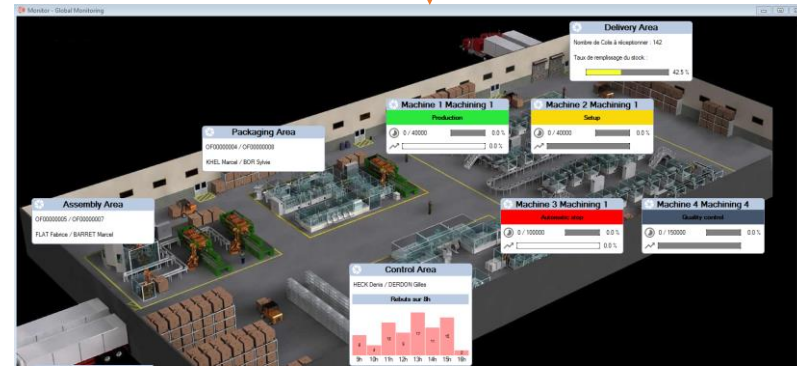 Monitor - Global Monitoring
Delivery Area
Nombre de Colis à réceptionner : 142
Taux de remplissage du stock :
42.5 %
Machine 1 Machining 1
Production
0 / 40000
0.0 %
0.0 %
Machine 2 Machining 1
Setup
0 / 40000
0.0 %
Packaging Area
OF00000004 / OF00000008
KHEL Marcel / BOR Sylvie
Assembly Area
OF00000005 / OF00000007
FLAT Fabrice / BARRET Marcel
Machine 3 Machining 1
Automatic stop
0 / 100000
0.0 %
0.0 %
Machine 4 Machining 4
Quality control
0 / 150000
0.0 %
Control Area
HECK Denis / DERDON Gilles
Rebuts sur 8h
9h 10h 11h 12h 13h 14h 15h 16h